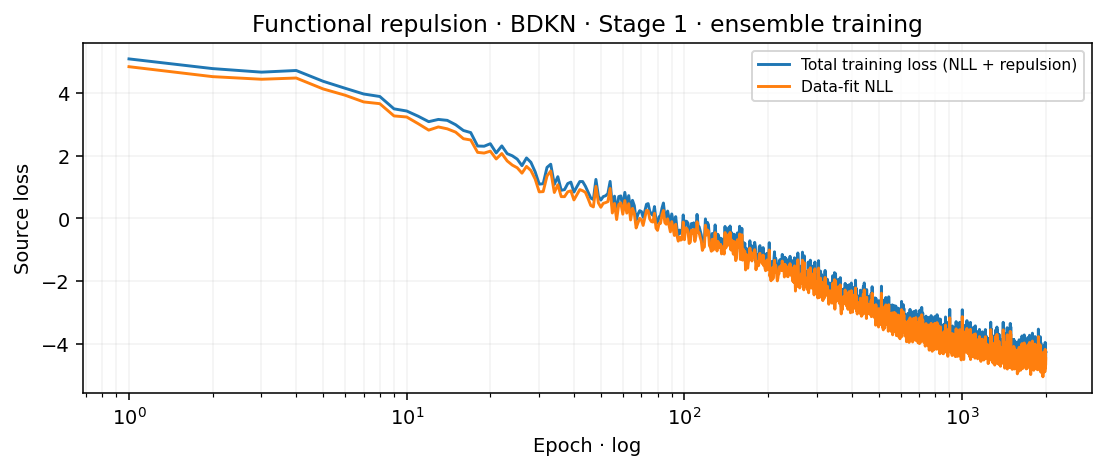 Functional repulsion · BDKN · Stage 1 · ensemble training
Total training loss (NLL + repulsion)
Data-fit NLL
Source loss
4
2
0
−2
−4
10⁰
10¹
10²
10³
Epoch · log